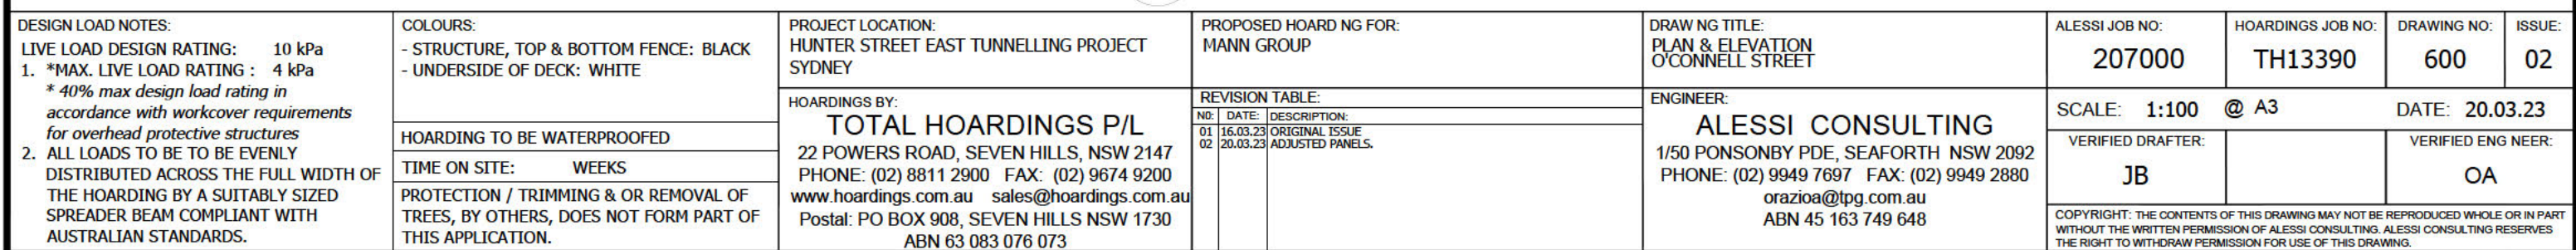 DESIGN LOAD NOTES:
LIVE LOAD DESIGN RATING: 10 kPa
1. *MAX. LIVE LOAD RATING : 4 kPa
* 40% max design load rating in
accordance with workcover requirements
for overhead protective structures
2. ALL LOADS TO BE TO BE EVENLY
DISTRIBUTED ACROSS THE FULL WIDTH OF
THE HOARDING BY A SUITABLY SIZED
SPREADER BEAM COMPLIANT WITH
AUSTRALIAN STANDARDS.
COLOURS:
- STRUCTURE, TOP & BOTTOM FENCE: BLACK
- UNDERSIDE OF DECK: WHITE
HOARDING TO BE WATERPROOFED
TIME ON SITE: WEEKS
PROTECTION / TRIMMING & OR REMOVAL OF
TREES, BY OTHERS, DOES NOT FORM PART OF
THIS APPLICATION.
PROJECT LOCATION:
HUNTER STREET EAST TUNNELLING PROJECT
SYDNEY
HOARDINGS BY:
TOTAL HOARDINGS P/L
22 POWERS ROAD, SEVEN HILLS, NSW 2147
PHONE: (02) 8811 2900 FAX: (02) 9674 9200
www.hoardings.com.au sales@hoardings.com.au
Postal: PO BOX 908, SEVEN HILLS NSW 1730
ABN 63 083 076 073
PROPOSED HOARD NG FOR:
MANN GROUP
REVISION TABLE:
NO: DATE: DESCRIPTION:
01 16.03.23 ORIGINAL ISSUE
02 20.03.23 ADJUSTED PANELS.
DRAW NG TITLE:
PLAN & ELEVATION
O'CONNELL STREET
ENGINEER:
ALESSI CONSULTING
1/50 PONSONBY PDE, SEAFORTH NSW 2092
PHONE: (02) 9949 7697 FAX: (02) 9949 2880
orazioa@tpg.com.au
ABN 45 163 749 648
ALESSI JOB NO:
207000
HOARDINGS JOB NO:
TH13390
DRAWING NO:
600
ISSUE:
02
SCALE: 1:100 @ A3 DATE: 20.03.23
VERIFIED DRAFTER:
JB
VERIFIED ENG NEER:
OA
COPYRIGHT: THE CONTENTS OF THIS DRAWING MAY NOT BE REPRODUCED WHOLE OR IN PART
WITHOUT THE WRITTEN PERMISSION OF ALESSI CONSULTING. ALESSI CONSULTING RESERVES
THE RIGHT TO WITHDRAW PERMISSION FOR USE OF THIS DRAWING.